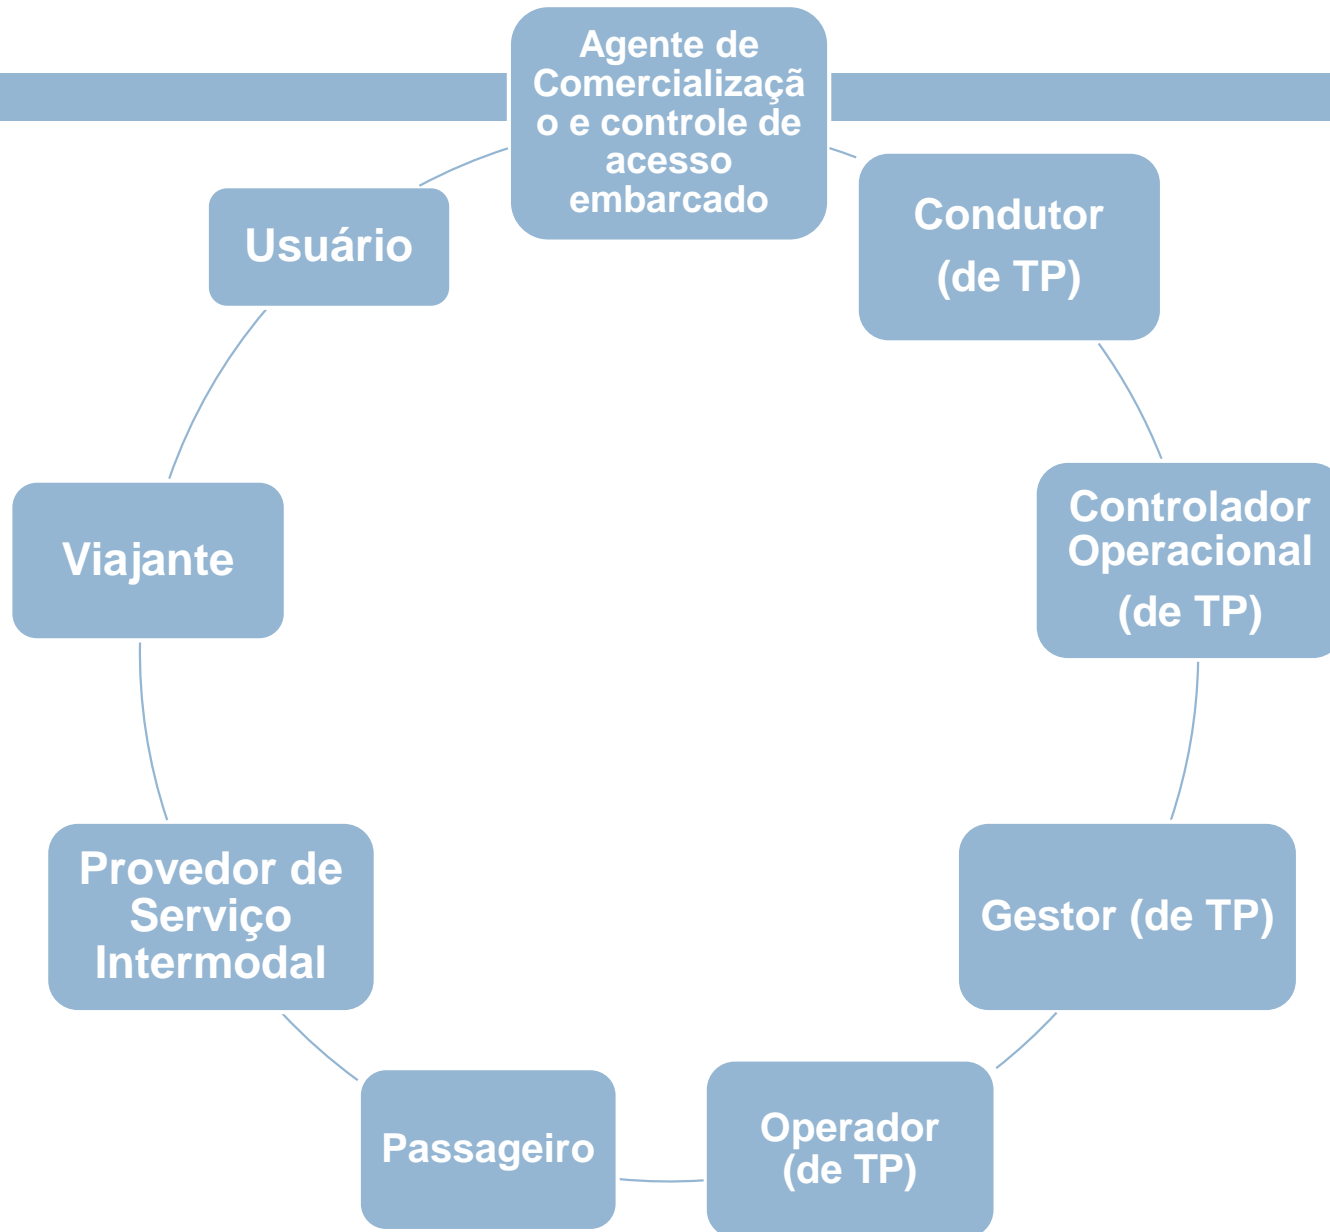 Agente de
Comercializaçã
o e controle de
acesso
embarcado
Condutor
(de TP)
Controlador
Operacional
(de TP)
Gestor (de TP)
Operador
(de TP)
Passageiro
Provedor de
Serviço
Intermodal
Viajante
Usuário